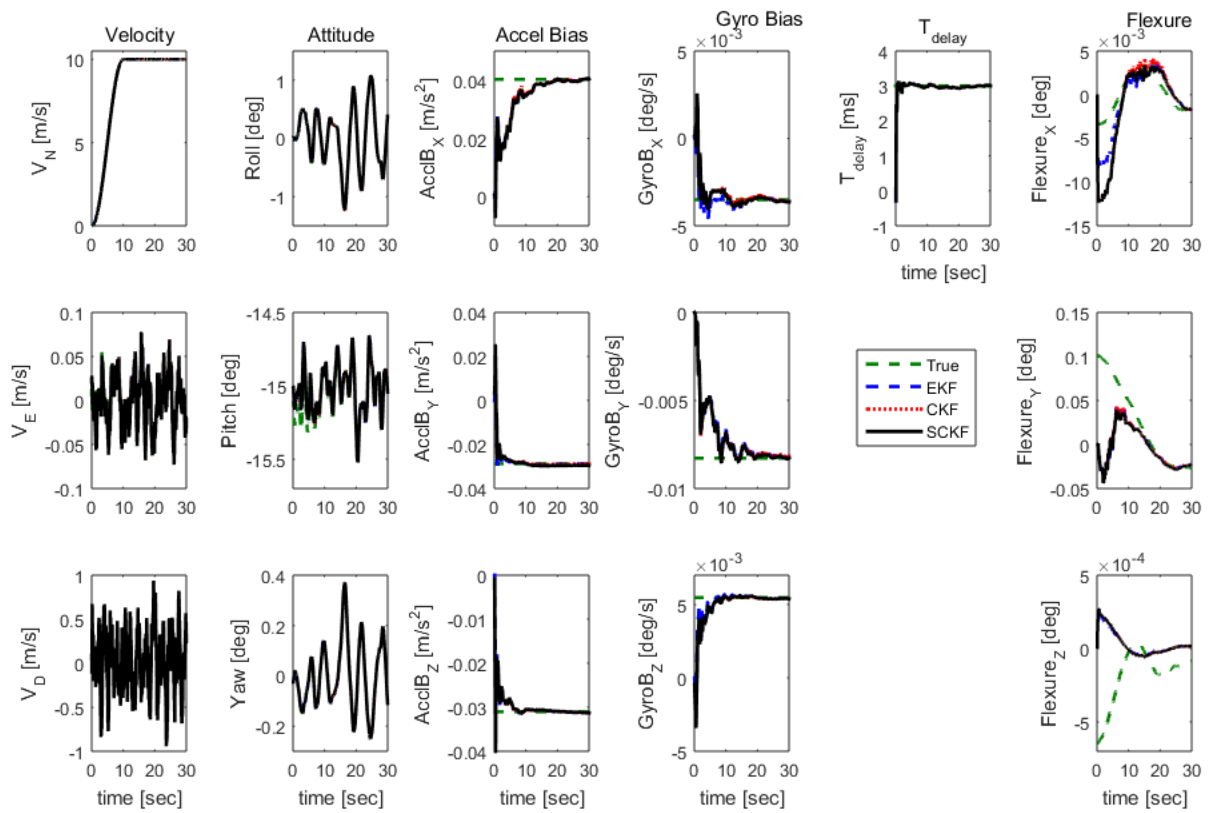 Velocity
V_N [m/s]
10
5
0
0 10 20 30
Attitude
Roll [deg]
1
0
-1
0 10 20 30
Accel Bias
AcclB_X [m/s²]
0.04
0.02
0
0 10 20 30
Gyro Bias
×10⁻³
GyroB_X [deg/s]
5
0
-5
0 10 20 30
T_delay
T_delay [ms]
4
3
2
1
0
-1
0 10 20 30
time [sec]
Flexure
×10⁻³
Flexure_X [deg]
5
0
-5
-10
-15
0 10 20 30
V_E [m/s]
0.1
0.05
0
-0.05
-0.1
0 10 20 30
Pitch [deg]
-14.5
-15
-15.5
0 10 20 30
AcclB_Y [m/s²]
0.04
0.02
0
-0.02
-0.04
0 10 20 30
GyroB_Y [deg/s]
0
-0.005
-0.01
0 10 20 30
True
EKF
CKF
SCKF
Flexure_Y [deg]
0.15
0.1
0.05
0
-0.05
0 10 20 30
V_D [m/s]
1
0.5
0
-0.5
-1
0 10 20 30
time [sec]
Yaw [deg]
0.4
0.2
0
-0.2
0 10 20 30
time [sec]
AcclB_Z [m/s²]
0
-0.01
-0.02
-0.03
-0.04
0 10 20 30
time [sec]
×10⁻³
GyroB_Z [deg/s]
5
0
-5
0 10 20 30
time [sec]
×10⁻⁴
Flexure_Z [deg]
5
0
-5
0 10 20 30
time [sec]